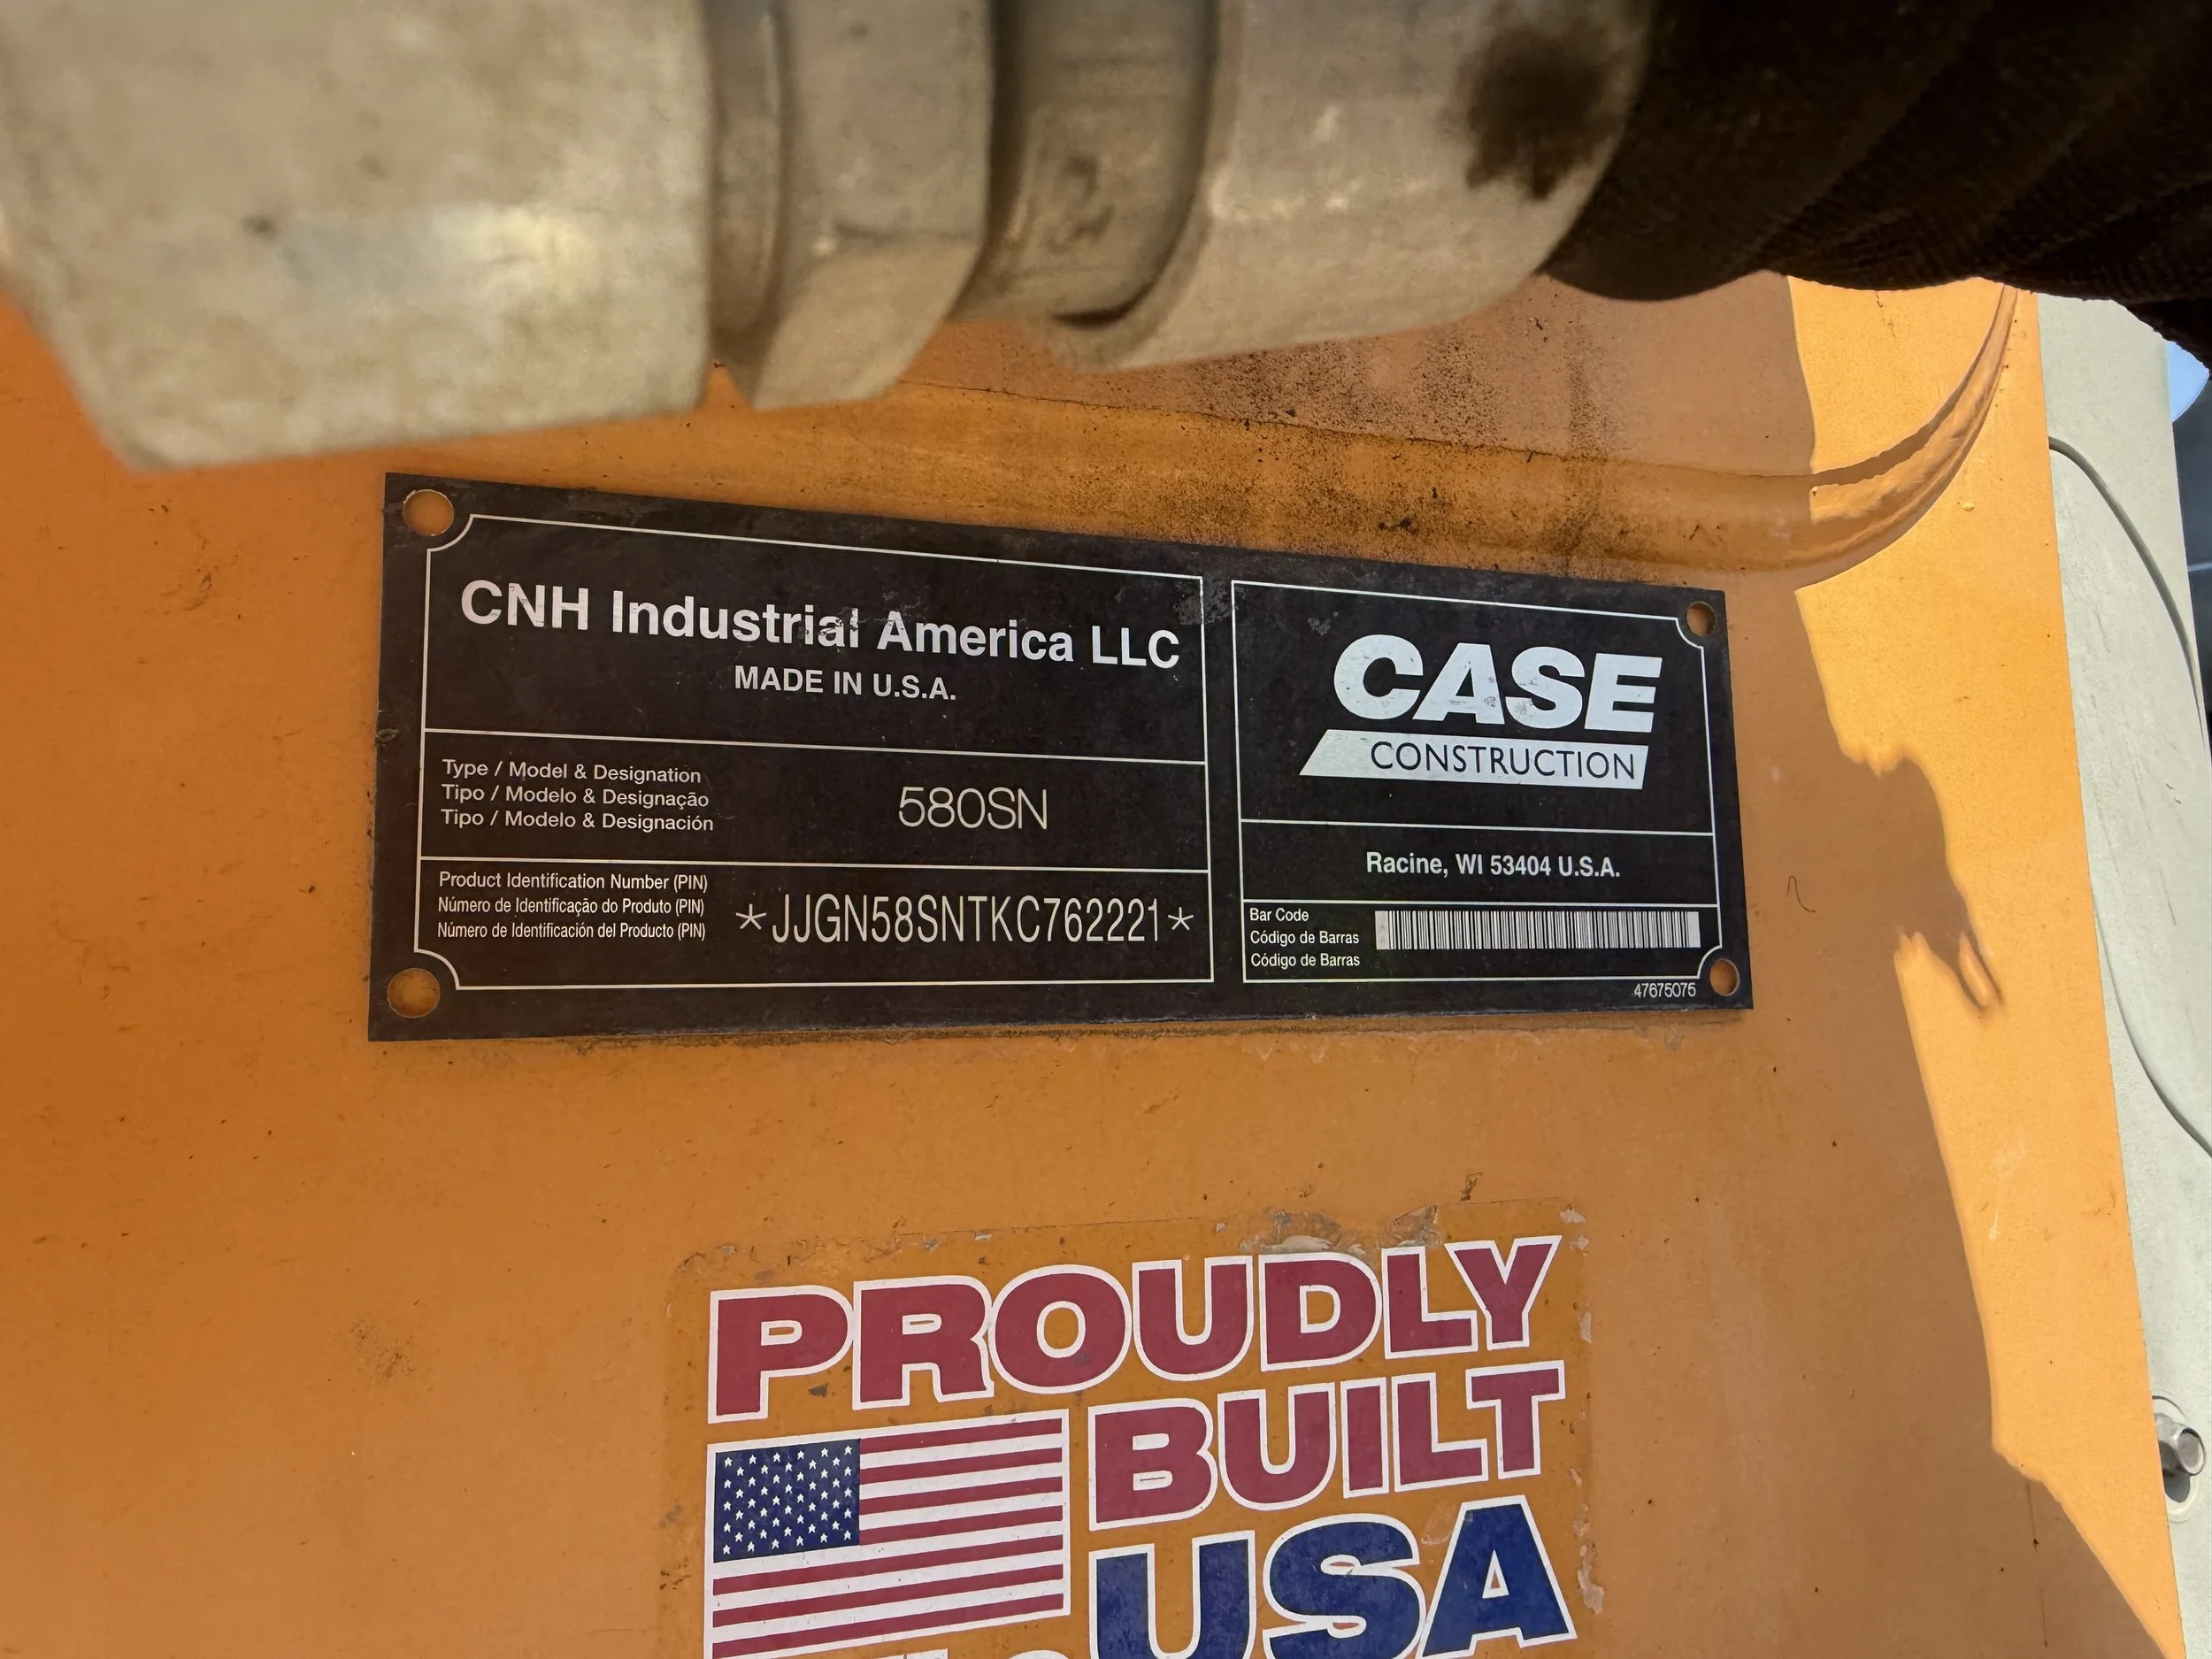 CNH Industrial America LLC
MADE IN U.S.A.
Type / Model & Designation
Tipo / Modelo & Designação
Tipo / Modelo & Designación
580SN
Product Identification Number (PIN)
Número de Identificação do Produto (PIN)
Número de Identificación del Producto (PIN)
*JJGN58SNTKC762221*
CASE
CONSTRUCTION
Racine, WI 53404 U.S.A.
Bar Code
Código de Barras
Código de Barras
47675075
PROUDLY
BUILT
USA